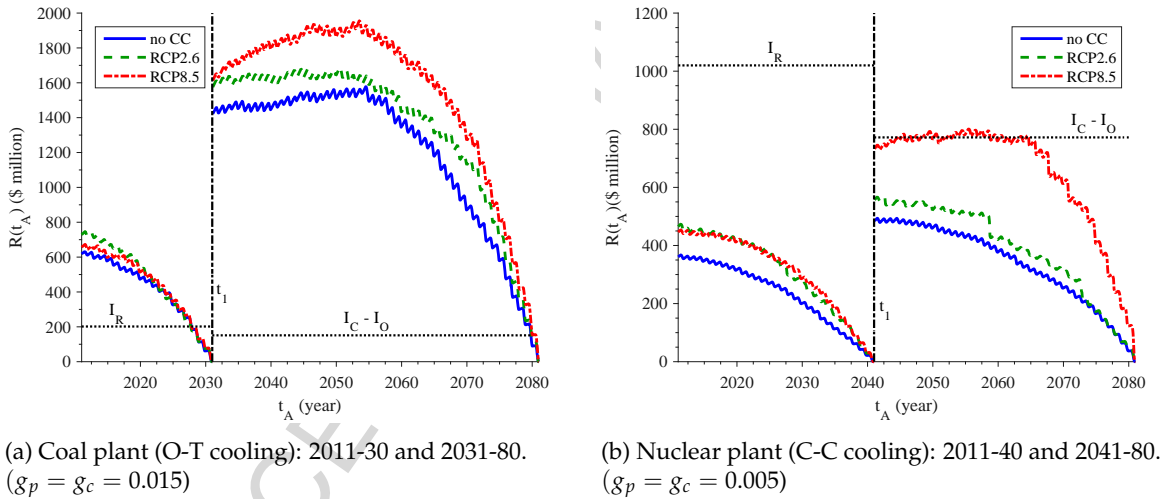 2000
1800
1600
1400
1200
1000
800
600
400
200
0
R(t_A) ($ million)
no CC
RCP2.6
RCP8.5
I_R
t_1
I_C - I_O
2020 2030 2040 2050 2060 2070 2080
t_A (year)
(a) Coal plant (O-T cooling): 2011-30 and 2031-80.
(g_p = g_c = 0.015)
1200
1000
800
600
400
200
0
R(t_A)($ million)
I_R
no CC
RCP2.6
RCP8.5
I_C - I_O
t_1
2020 2030 2040 2050 2060 2070 2080
t_A (year)
(b) Nuclear plant (C-C cooling): 2011-40 and 2041-80.
(g_p = g_c = 0.005)